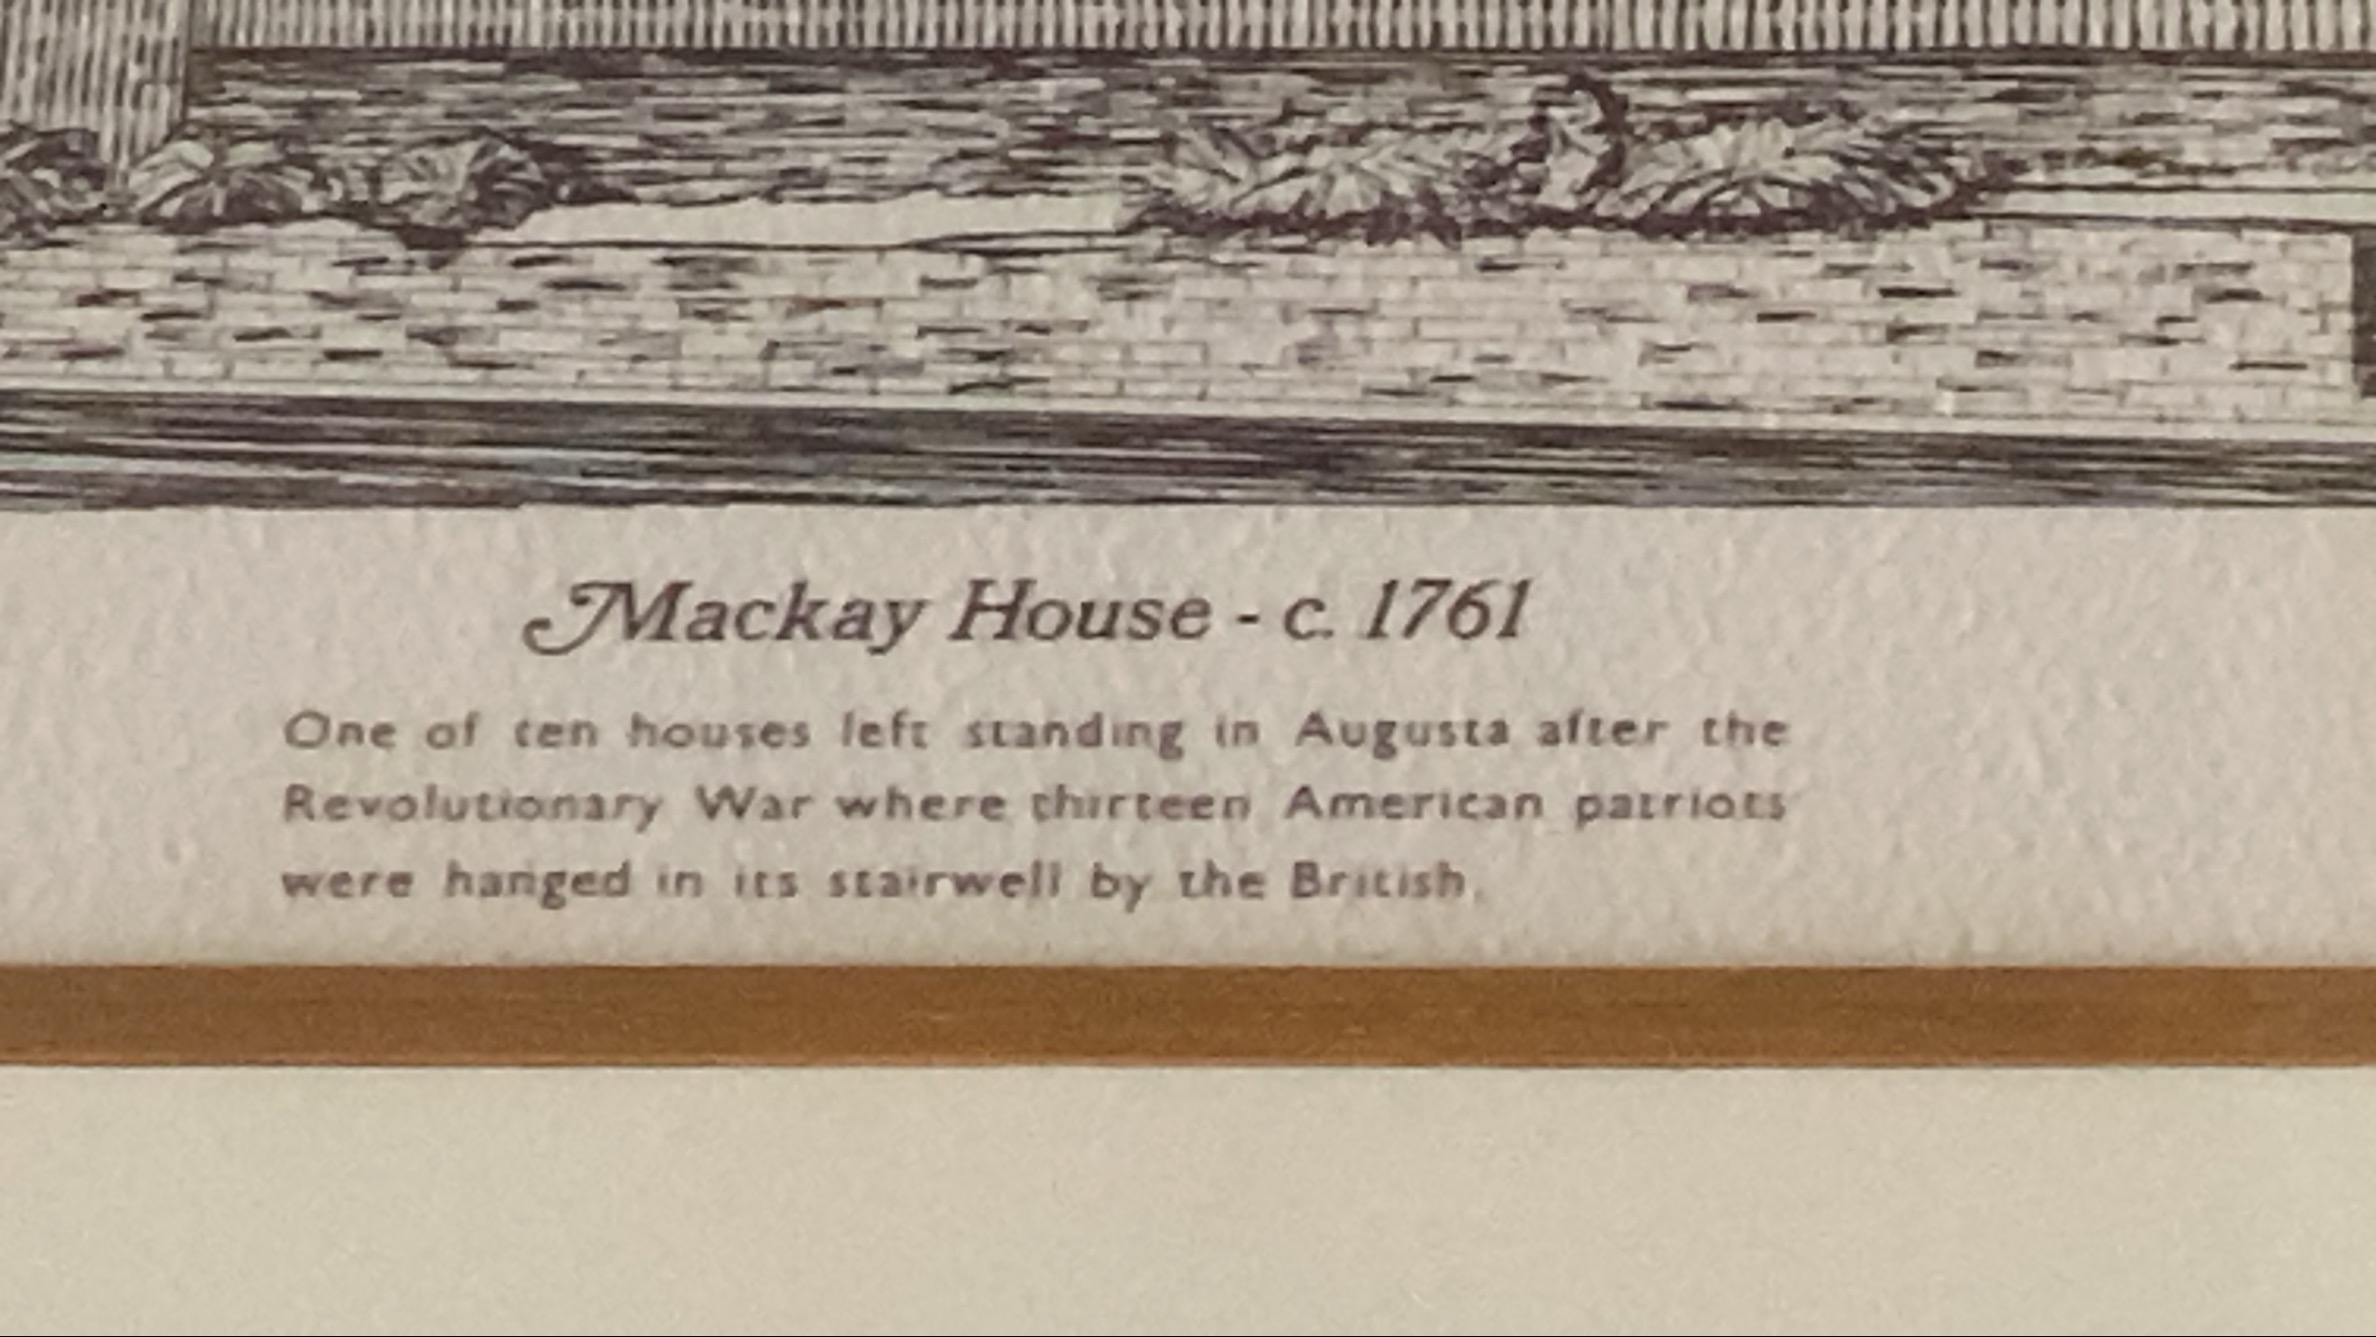 Mackay House - c. 1761
One of ten houses left standing in Augusta after the
Revolutionary War where thirteen American patriots
were hanged in its stairwell by the British.